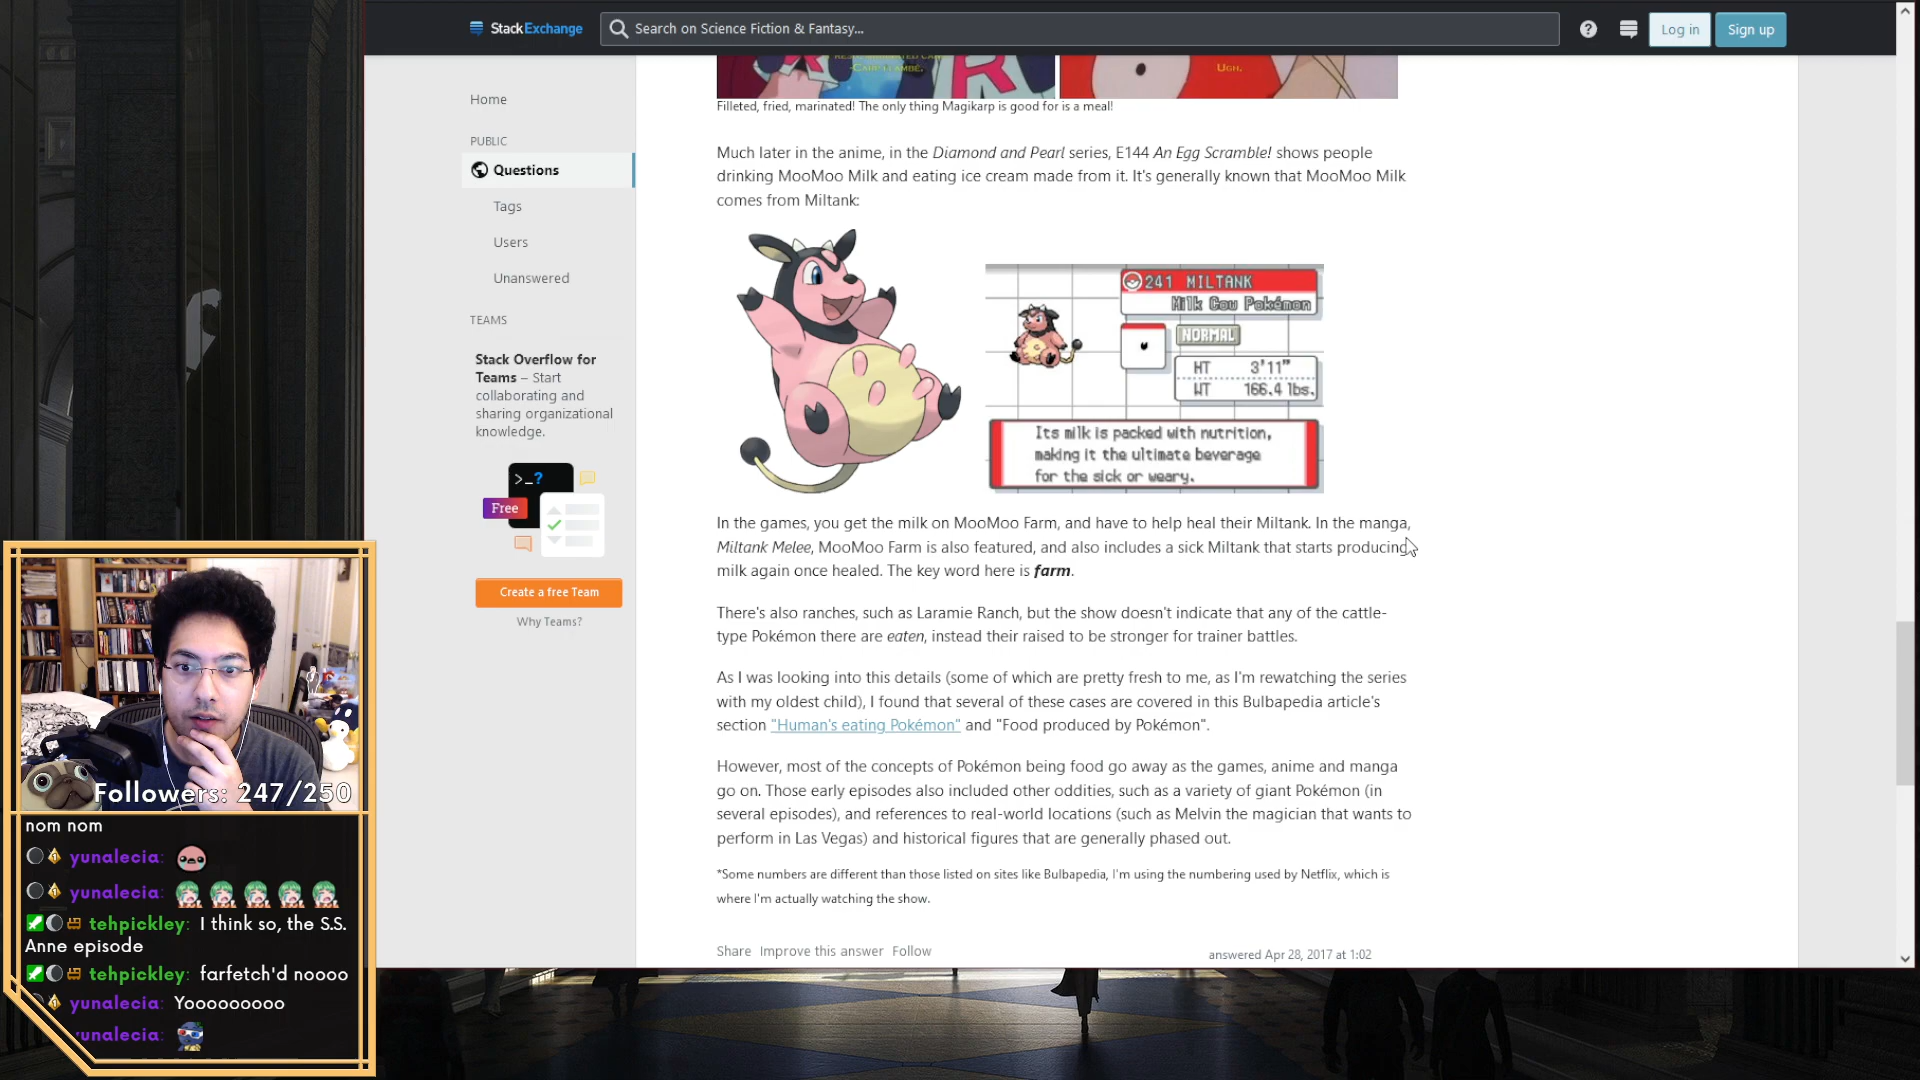 StackExchange
Search on Science Fiction & Fantasy...
?
Log in
Sign up
Home
PUBLIC
Questions
Tags
Users
Unanswered
TEAMS
Stack Overflow for
Teams – Start
collaborating and
sharing organizational
knowledge.
>_?
Free
Create a free Team
Why Teams?
-CARP FLAMBÉ.
R
UGH.
Filleted, fried, marinated! The only thing Magikarp is good for is a meal!
Much later in the anime, in the Diamond and Pearl series, E144 An Egg Scramble! shows people
drinking MooMoo Milk and eating ice cream made from it. It's generally known that MooMoo Milk
comes from Miltank:
241 MILTANK
Milk Cow Pokémon
NORMAL
HT 3'11"
WT 166.4 lbs.
Its milk is packed with nutrition,
making it the ultimate beverage
for the sick or weary.
In the games, you get the milk on MooMoo Farm, and have to help heal their Miltank. In the manga,
Miltank Melee, MooMoo Farm is also featured, and also includes a sick Miltank that starts producing
milk again once healed. The key word here is farm.
There's also ranches, such as Laramie Ranch, but the show doesn't indicate that any of the cattle-
type Pokémon there are eaten, instead their raised to be stronger for trainer battles.
As I was looking into this details (some of which are pretty fresh to me, as I'm rewatching the series
with my oldest child), I found that several of these cases are covered in this Bulbapedia article's
section "Human's eating Pokémon" and "Food produced by Pokémon".
However, most of the concepts of Pokémon being food go away as the games, anime and manga
go on. Those early episodes also included other oddities, such as a variety of giant Pokémon (in
several episodes), and references to real-world locations (such as Melvin the magician that wants to
perform in Las Vegas) and historical figures that are generally phased out.
*Some numbers are different than those listed on sites like Bulbapedia, I'm using the numbering used by Netflix, which is
where I'm actually watching the show.
Share Improve this answer Follow
answered Apr 28, 2017 at 1:02
Followers: 247/250
nom nom
yunalecia:
yunalecia:
tehpickley: I think so, the S.S.
Anne episode
tehpickley: farfetch'd noooo
yunalecia: Yooooooooo
yunalecia: